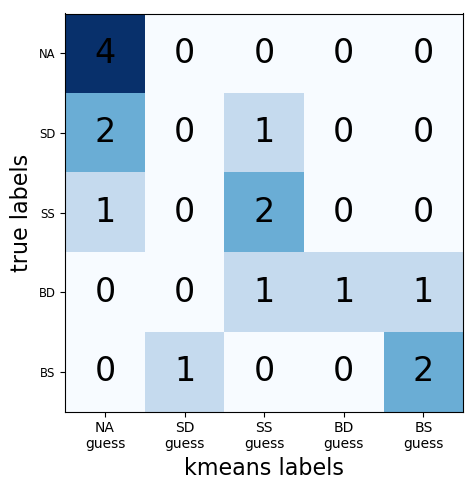 NA 4 0 0 0 0
SD 2 0 1 0 0
SS 1 0 2 0 0
BD 0 0 1 1 1
BS 0 1 0 0 2
true labels
NA guess SD guess SS guess BD guess BS guess
kmeans labels